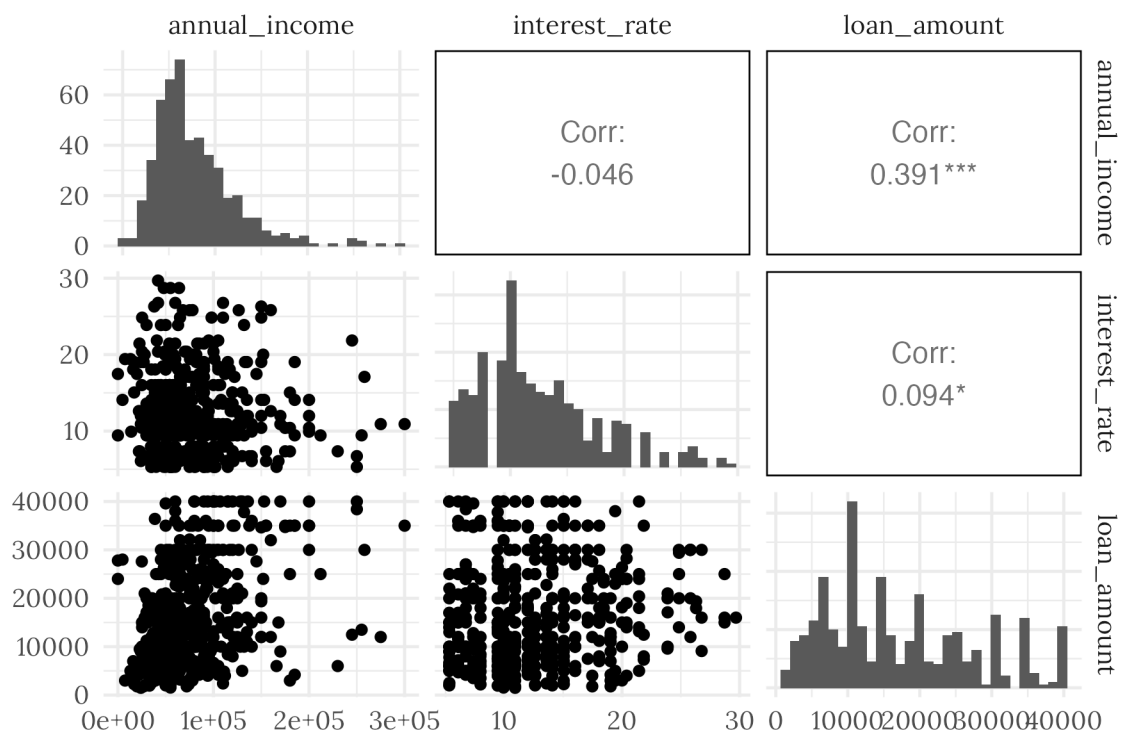 annual_income
interest_rate
loan_amount
60
40
20
0
Corr:
-0.046
Corr:
0.391***
annual_income
30
20
10
Corr:
0.094*
interest_rate
40000
30000
20000
10000
0
loan_amount
0e+00 1e+05 2e+05 3e+05
10 20 30
0 10000 20000 30000 40000